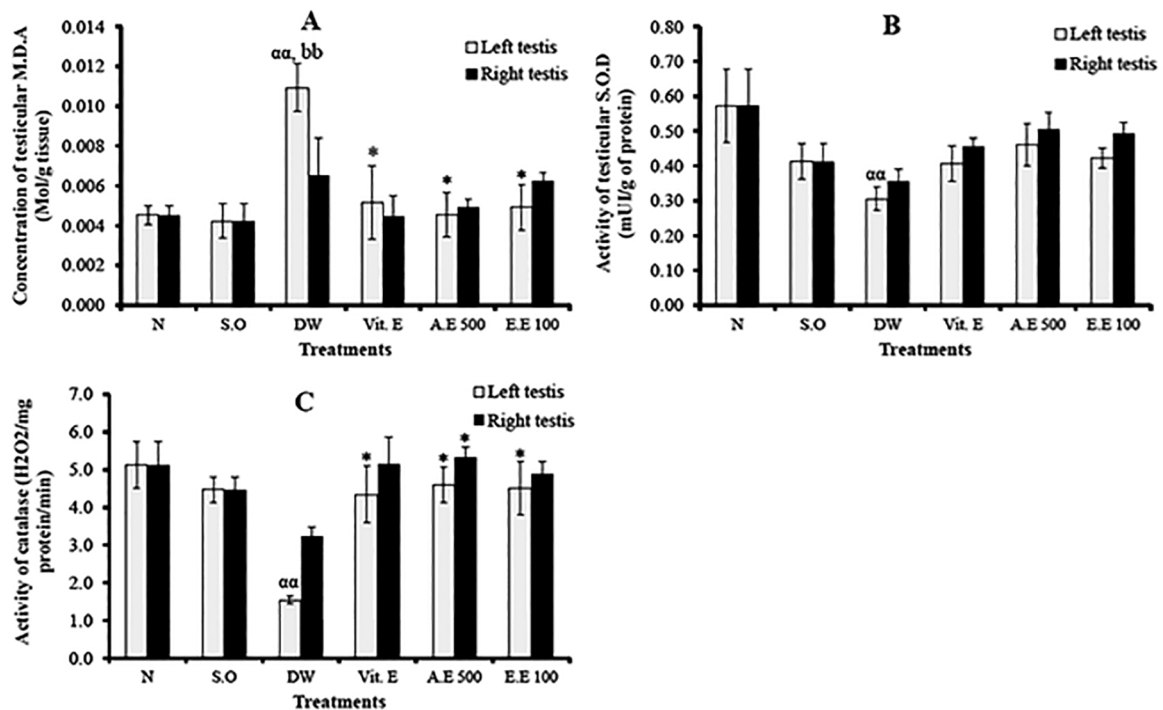 A
Concentration of testicular M.D.A
(Mol/g tissue)
0.014
0.012
0.010
0.008
0.006
0.004
0.002
0.000
Left testis
Right testis
αα, bb
*
*
*
N S.O DW Vit. E A.E 500 E.E 100
Treatments
B
Activity of testicular S.O.D
(mUI/g of protein)
0.80
0.70
0.60
0.50
0.40
0.30
0.20
0.10
0.00
Left testis
Right testis
αα
N S.O DW Vit. E A.E 500 E.E 100
Treatments
C
Activity of catalase (H2O2/mg
protein/min)
7.0
6.0
5.0
4.0
3.0
2.0
1.0
0.0
Left testis
Right testis
αα
*
*
*
*
N S.O DW Vit. E A.E 500 E.E 100
Treatments